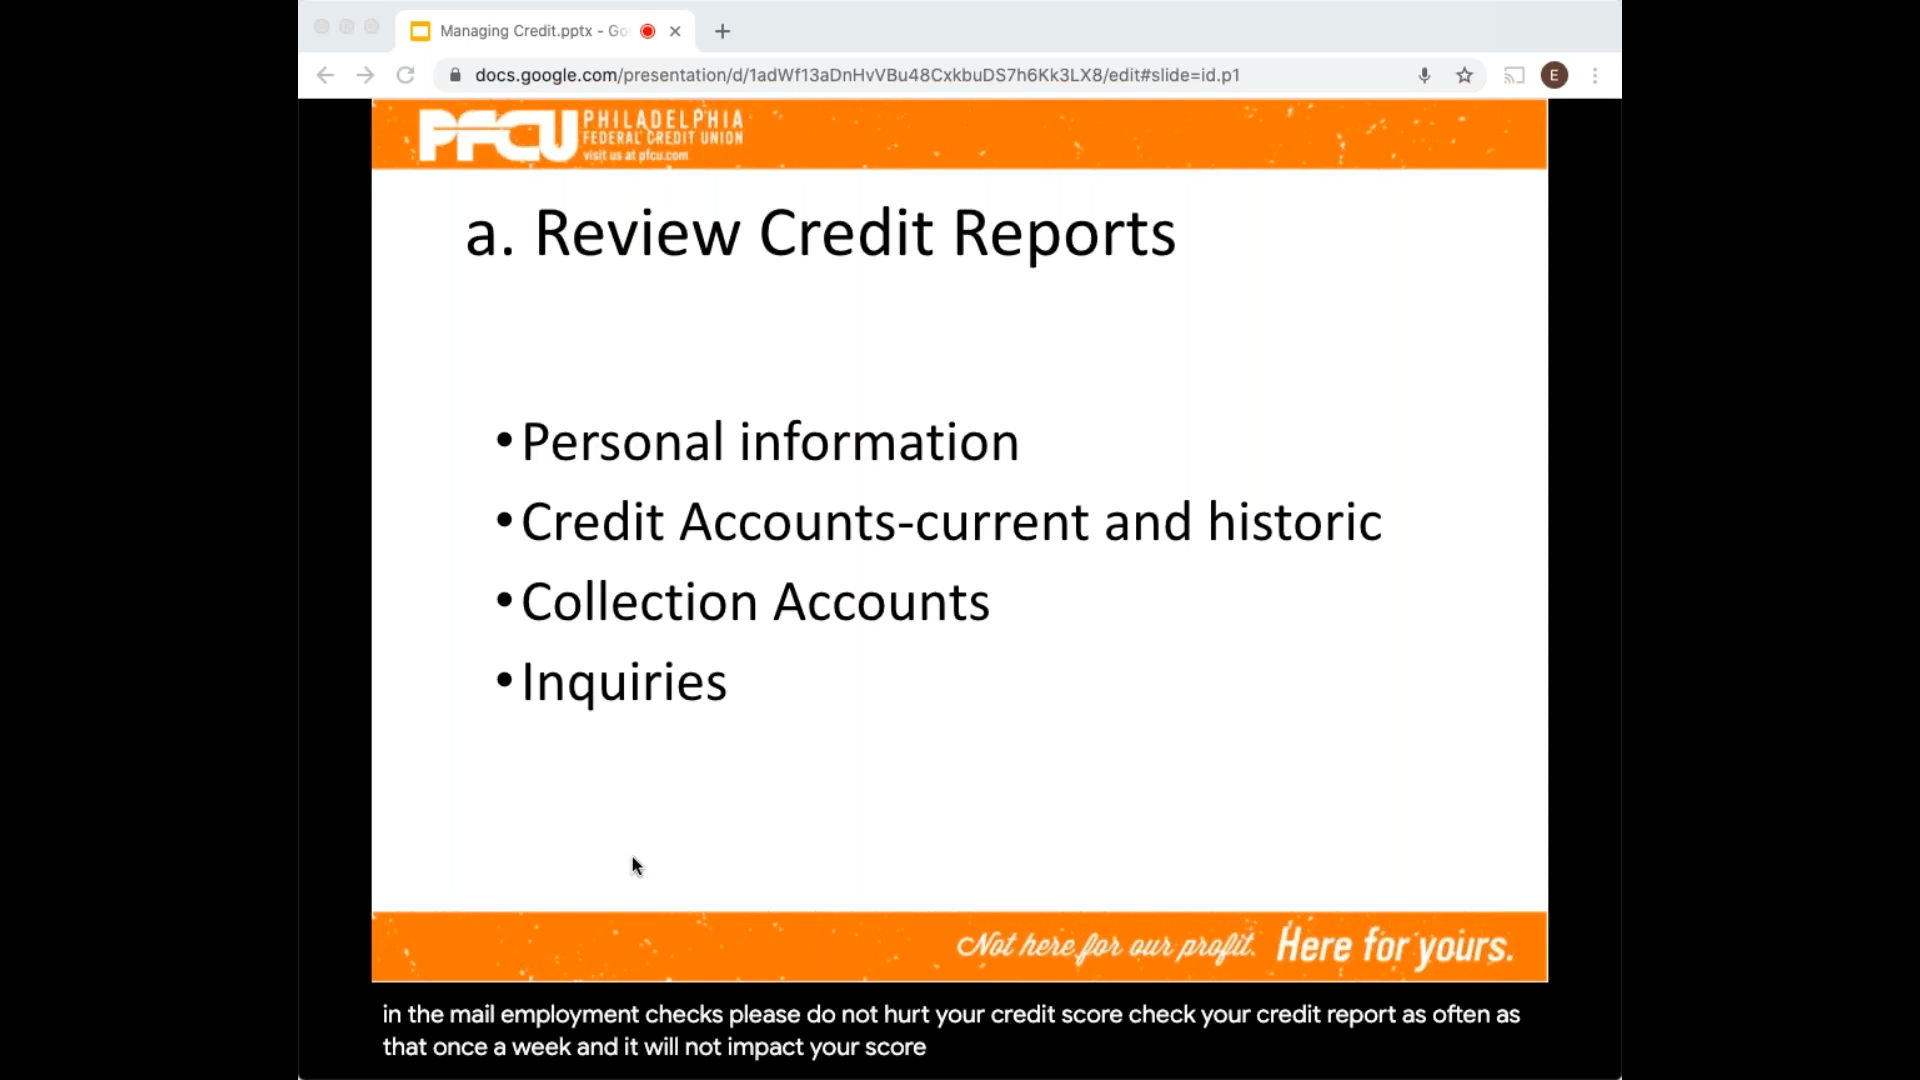 Managing Credit.pptx - Go
docs.google.com/presentation/d/1adWf13aDnHvVBu48CxkbuDS7h6Kk3LX8/edit#slide=id.p1
E
PFCU PHILADELPHIA
FEDERAL CREDIT UNION
visit us at pfcu.com
a. Review Credit Reports
•Personal information
•Credit Accounts-current and historic
•Collection Accounts
•Inquiries
Not here for our profit. Here for yours.
in the mail employment checks please do not hurt your credit score check your credit report as often as
that once a week and it will not impact your score